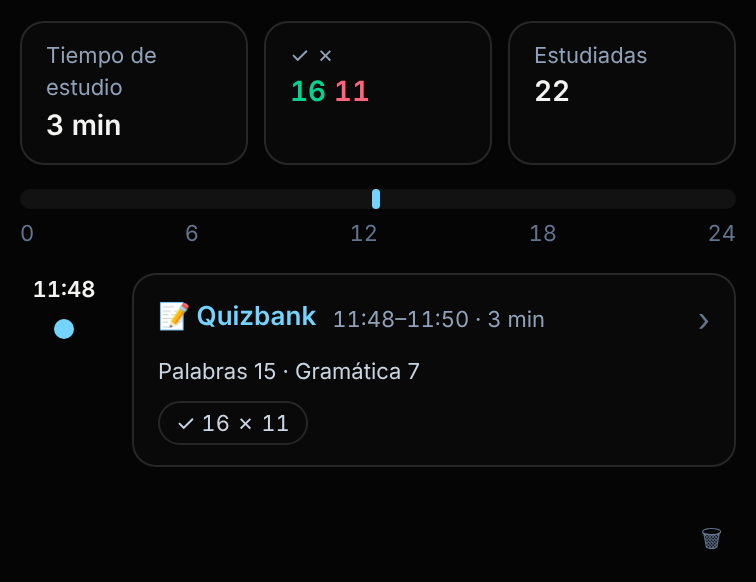 Tiempo de
estudio
3 min
✓ ×
16 11
Estudiadas
22
0 6 12 18 24
11:48
📝 Quizbank 11:48–11:50 · 3 min ›
Palabras 15 · Gramática 7
✓ 16 × 11